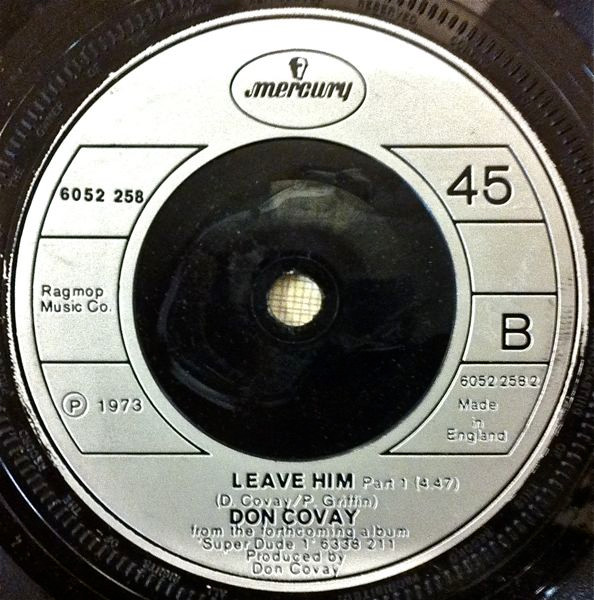 mercury
6052 258
45
Ragmop
Music Co.
B
6052 258 2
Ⓟ 1973
Made
in
England
LEAVE HIM Part 1 (4.47)
(D. Covay/P. Griffin)
DON COVAY
from the forthcoming album
'Super Dude 1' 6338 211
Produced by
Don Covay